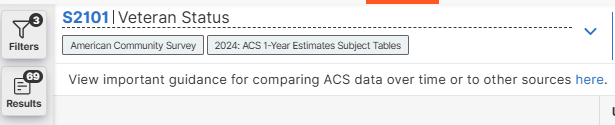 3
Filters
S2101 | Veteran Status
American Community Survey
2024: ACS 1-Year Estimates Subject Tables
69
Results
View important guidance for comparing ACS data over time or to other sources here.